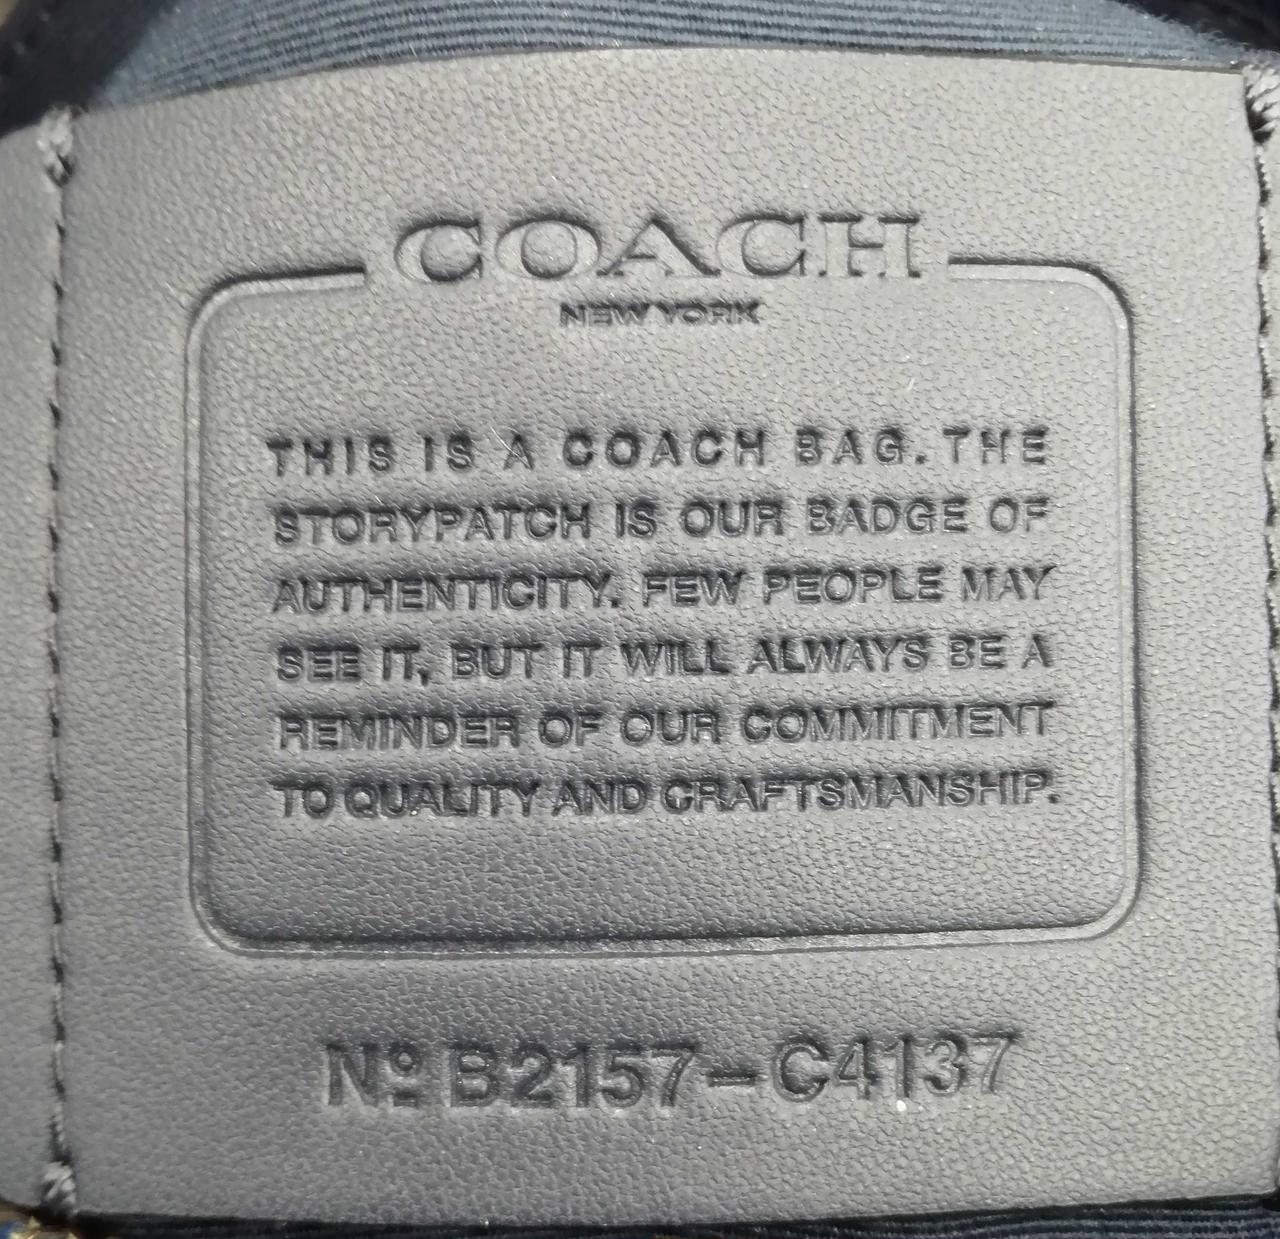 COACH
NEW YORK
THIS IS A COACH BAG. THE
STORYPATCH IS OUR BADGE OF
AUTHENTICITY. FEW PEOPLE MAY
SEE IT, BUT IT WILL ALWAYS BE A
REMINDER OF OUR COMMITMENT
TO QUALITY AND CRAFTSMANSHIP.
Nº B2157-C4137